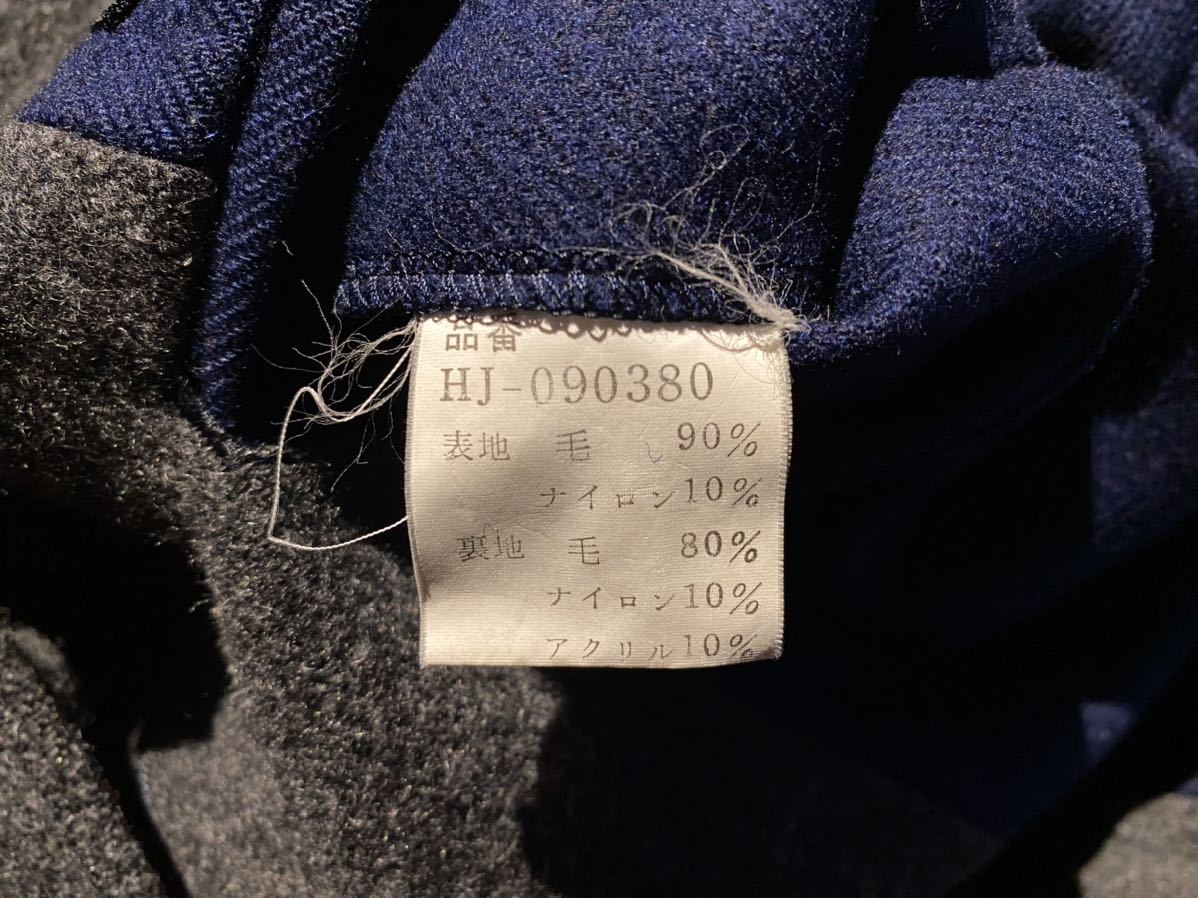 品番
HJ-090380
表地 毛 90%
ナイロン10%
裏地 毛 80%
ナイロン10%
アクリル10%